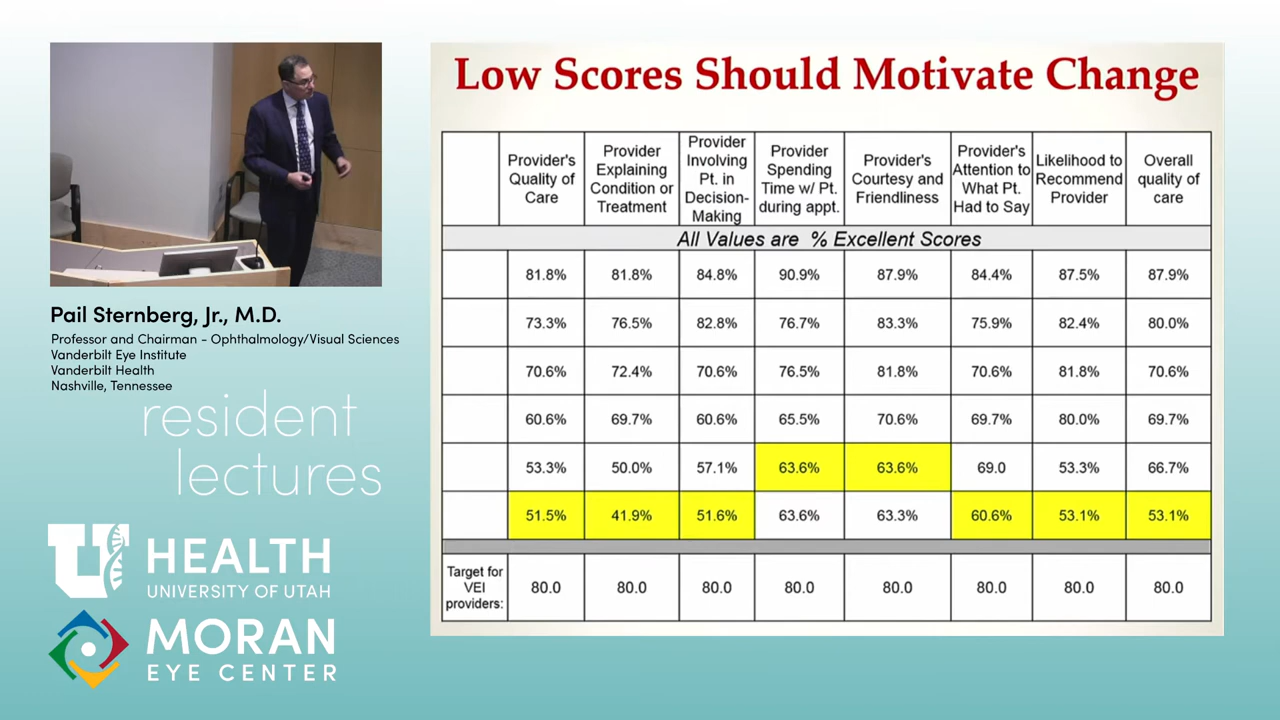 Low Scores Should Motivate Change
Provider's Quality of Care
Provider Explaining Condition or Treatment
Provider Involving Pt. in Decision-Making
Provider Spending Time w/ Pt. during appt.
Provider's Courtesy and Friendliness
Provider's Attention to What Pt. Had to Say
Likelihood to Recommend Provider
Overall quality of care
All Values are % Excellent Scores
81.8% 81.8% 84.8% 90.9% 87.9% 84.4% 87.5% 87.9%
73.3% 76.5% 82.8% 76.7% 83.3% 75.9% 82.4% 80.0%
70.6% 72.4% 70.6% 76.5% 81.8% 70.6% 81.8% 70.6%
60.6% 69.7% 60.6% 65.5% 70.6% 69.7% 80.0% 69.7%
53.3% 50.0% 57.1% 63.6% 63.6% 69.0 53.3% 66.7%
51.5% 41.9% 51.6% 63.6% 63.3% 60.6% 53.1% 53.1%
Target for VEI providers: 80.0 80.0 80.0 80.0 80.0 80.0 80.0 80.0
Pail Sternberg, Jr., M.D.
Professor and Chairman - Ophthalmology/Visual Sciences
Vanderbilt Eye Institute
Vanderbilt Health
Nashville, Tennessee
resident
lectures
U HEALTH
UNIVERSITY OF UTAH
MORAN
EYE CENTER